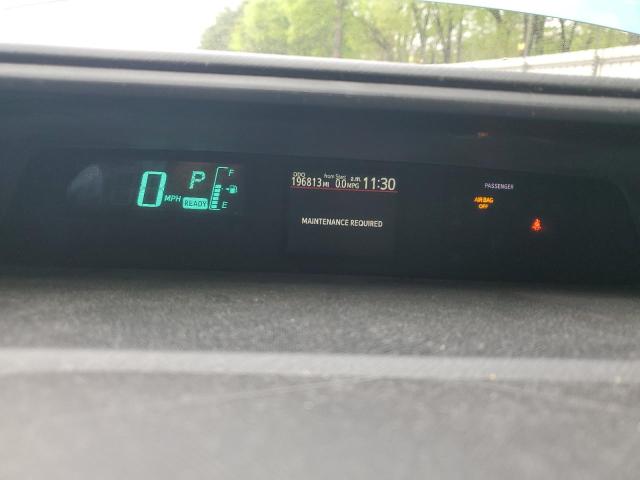 0 MPH
P
READY
F
E
ODO from Start a.m.
196813 MI 0.0 MPG 11:30
MAINTENANCE REQUIRED
PASSENGER
AIR BAG
OFF